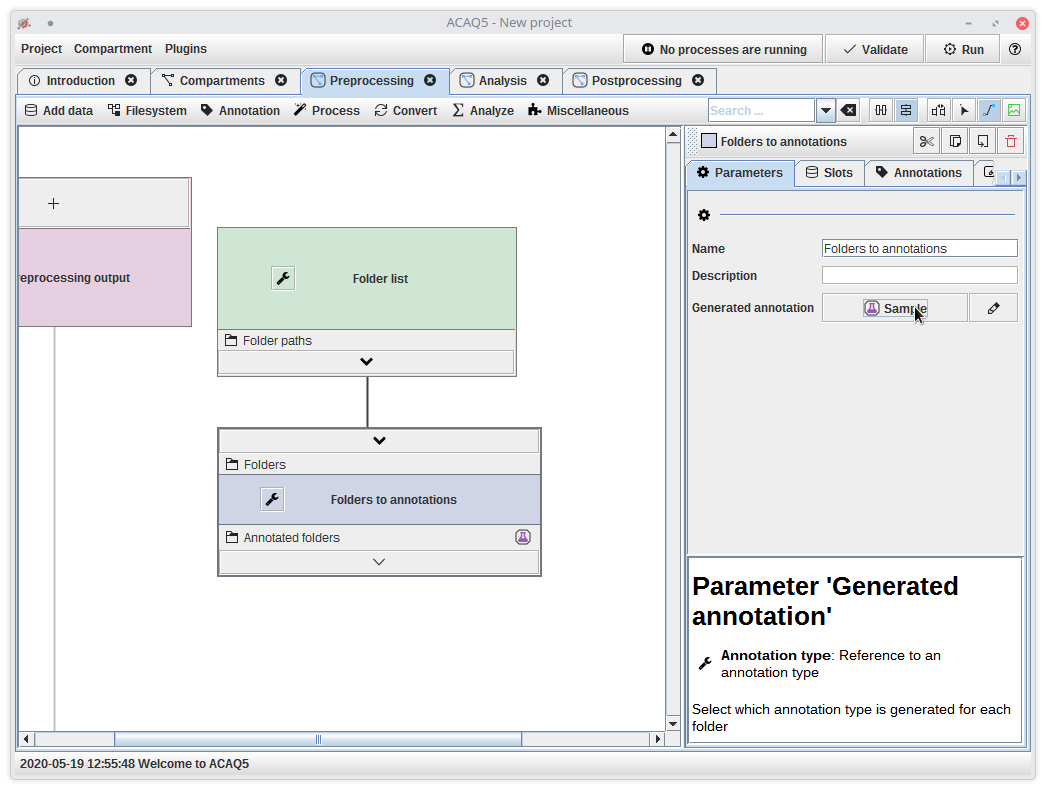 ACAQ5 - New project
Project Compartment Plugins
No processes are running
Validate
Run
Introduction
Compartments
Preprocessing
Analysis
Postprocessing
Add data
Filesystem
Annotation
Process
Convert
Analyze
Miscellaneous
Search ...
+
eprocessing output
Folder list
Folder paths
Folders
Folders to annotations
Annotated folders
Folders to annotations
Parameters
Slots
Annotations
Name
Folders to annotations
Description
Generated annotation
Sample
Parameter 'Generated
annotation'
Annotation type: Reference to an
annotation type
Select which annotation type is generated for each
folder
2020-05-19 12:55:48 Welcome to ACAQ5